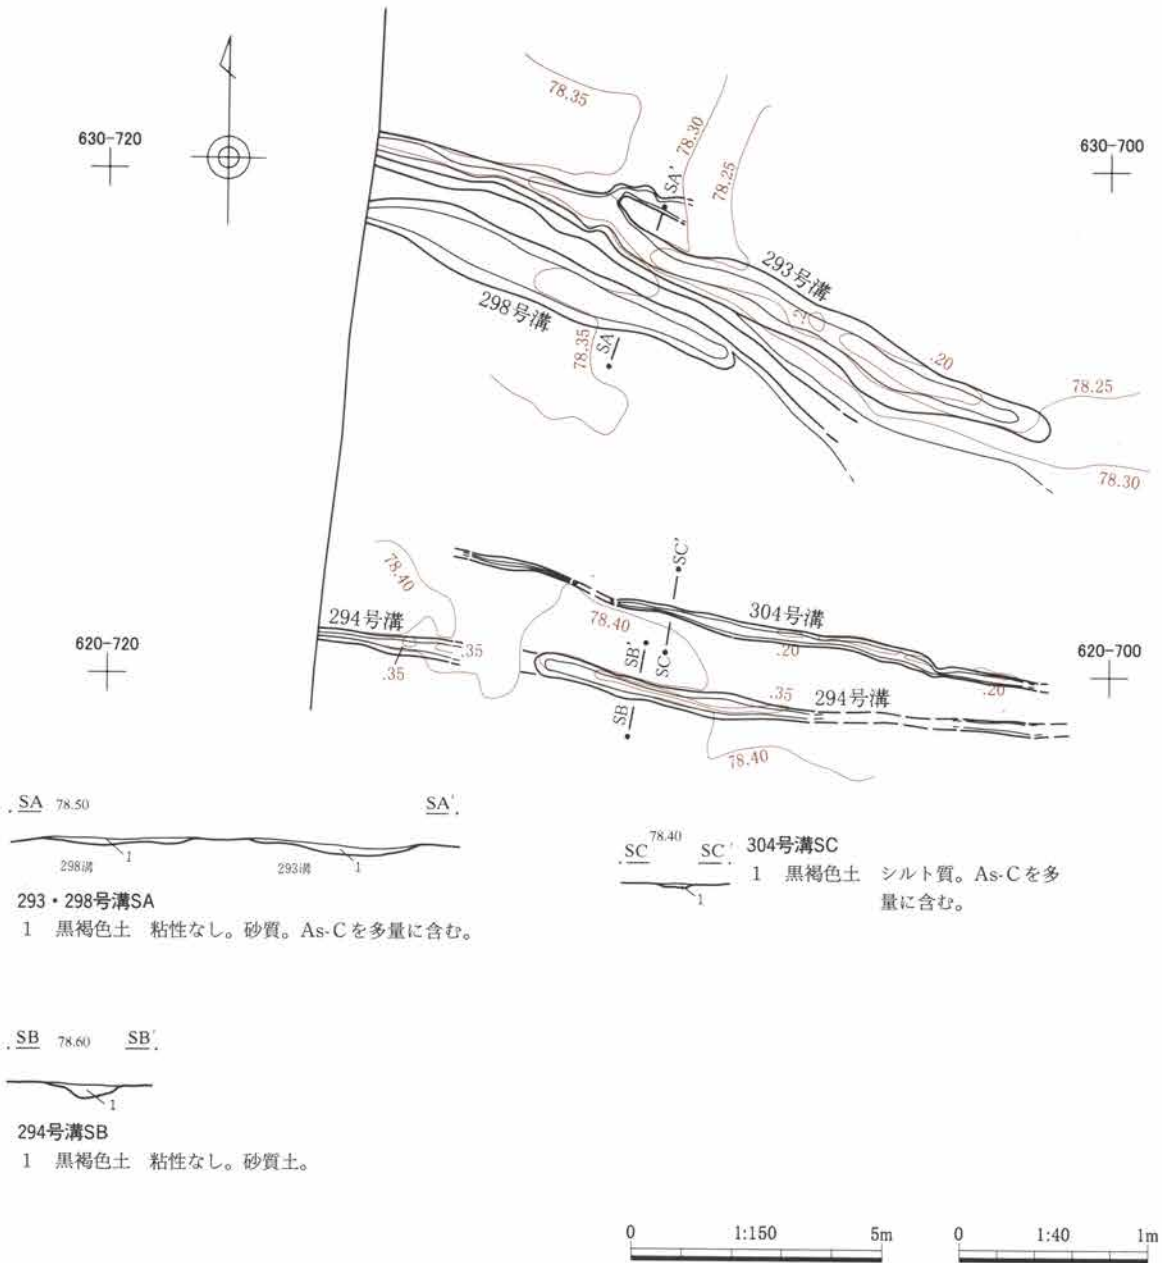 78.35
630-720
78.30
SA'
78.25
630-700
293号溝
298号溝
.2
78.35
SA
.20
78.25
78.30
78.40
SC'
294号溝
304号溝
78.40
620-720
.35
.35
SB'
SC
.20
.20
620-700
.35
294号溝
SB
78.40
SA 78.50 SA'
298溝 1 293溝 1
293・298号溝SA
1 黒褐色土 粘性なし。砂質。As-Cを多量に含む。
SC 78.40 SC'
1
304号溝SC
1 黒褐色土 シルト質。As-Cを多
量に含む。
SB 78.60 SB'
1
294号溝SB
1 黒褐色土 粘性なし。砂質土。
0 1:150 5m
0 1:40 1m